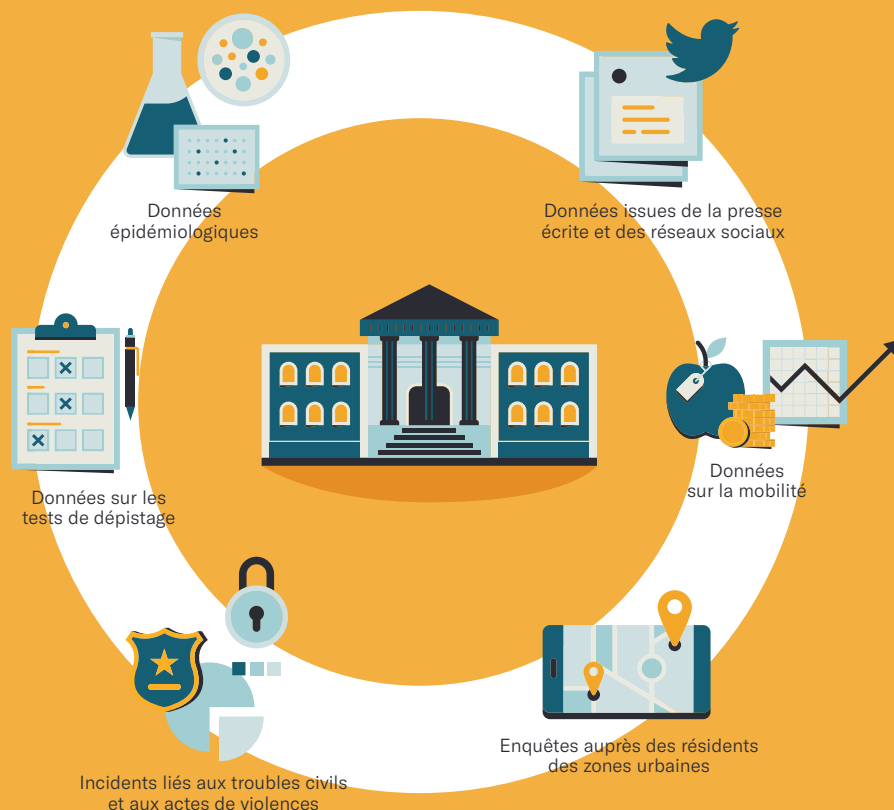 Données
épidémiologiques
Données issues de la presse
écrite et des réseaux sociaux
Données sur les
tests de dépistage
Données
sur la mobilité
Enquêtes auprès des résidents
des zones urbaines
Incidents liés aux troubles civils
et aux actes de violences